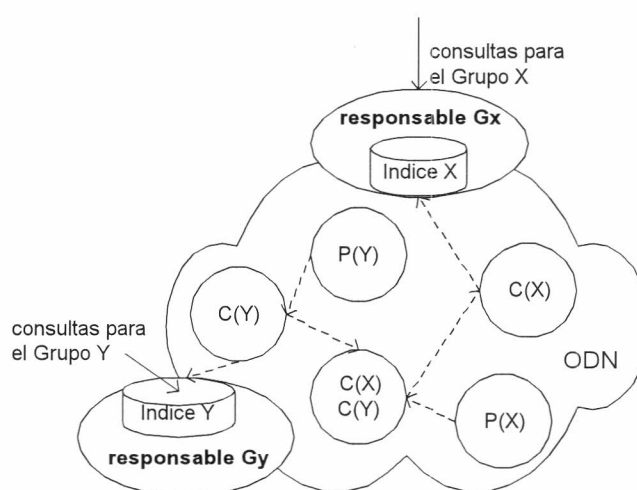 consultas para
el Grupo X
responsable Gx
Indice X
P(Y)
C(X)
C(Y)
consultas para
el Grupo Y
ODN
C(X)
C(Y)
P(X)
Indice Y
responsable Gy